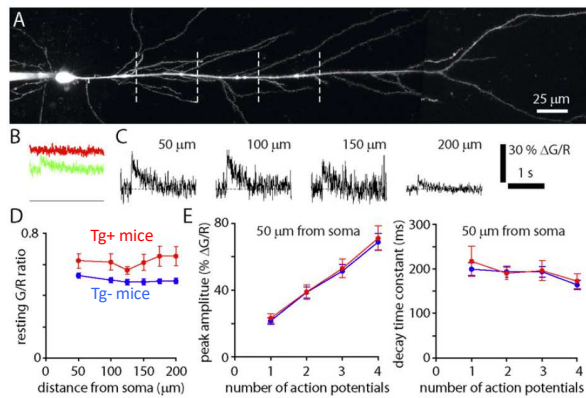 A
25 µm
B
C
50 µm
100 µm
150 µm
200 µm
30 % ΔG/R
1 s
D
0.8
0.4
0
Tg+ mice
Tg- mice
resting G/R ratio
0 50 100 150 200
distance from soma (µm)
E
80
60
40
20
50 µm from soma
peak amplitue (% ΔG/R)
0 1 2 3 4
number of action potentials
300
200
100
0
50 µm from soma
decay time constant (ms)
0 1 2 3 4
number of action potentials